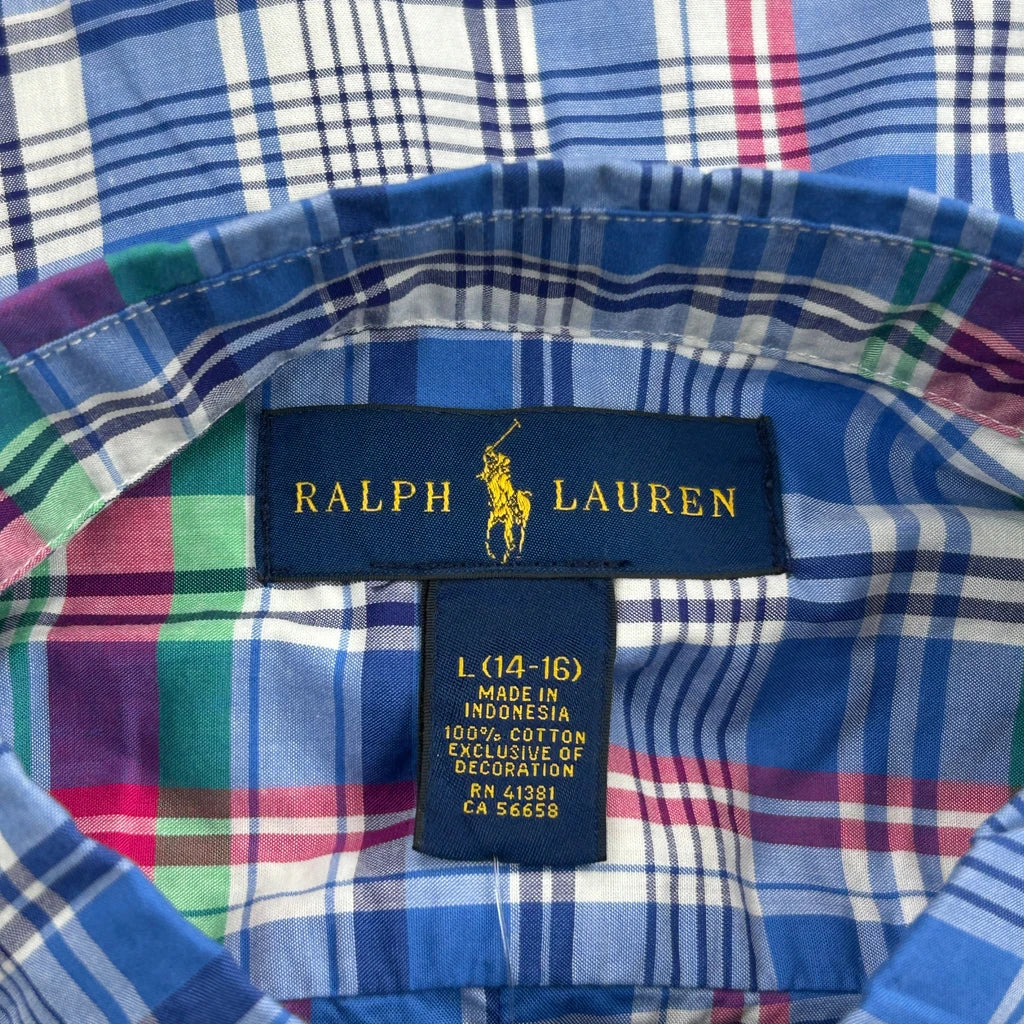 RALPH LAUREN
L (14-16)
MADE IN
INDONESIA
100% COTTON
EXCLUSIVE OF
DECORATION
RN 41381
CA 56658